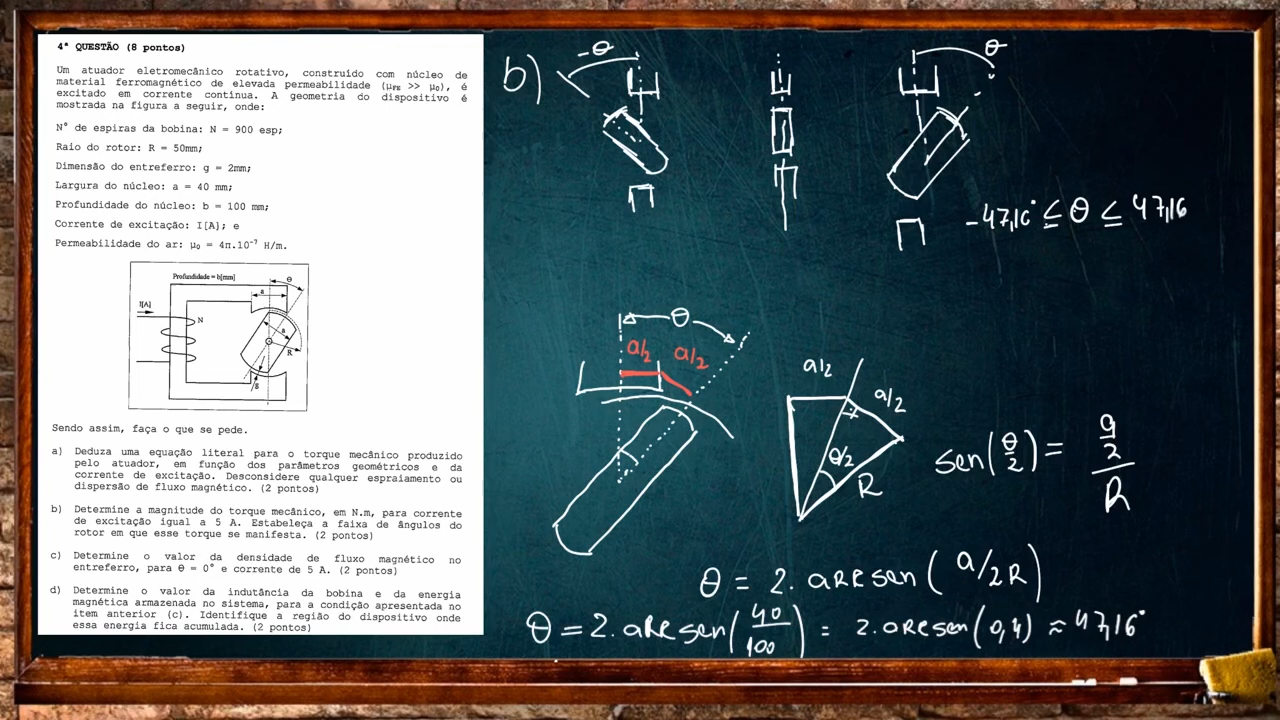 4ª QUESTÃO (8 pontos)
Um atuador eletromecânico rotativo, construído com núcleo de
material ferromagnético de elevada permeabilidade (μFE >> μ0), é
excitado em corrente contínua. A geometria do dispositivo é
mostrada na figura a seguir, onde:
N° de espiras da bobina: N = 900 esp;
Raio do rotor: R = 50mm;
Dimensão do entreferro: g = 2mm;
Largura do núcleo: a = 40 mm;
Profundidade do núcleo: b = 100 mm;
Corrente de excitação: I[A]; e
Permeabilidade do ar: μ0 = 4π.10⁻⁷ H/m.
Profundidade = b[mm]
θ
a
I[A]
N
a
R
g
Sendo assim, faça o que se pede.
a) Deduza uma equação literal para o torque mecânico produzido
pelo atuador, em função dos parâmetros geométricos e da
corrente de excitação. Desconsidere qualquer espraiamento ou
dispersão de fluxo magnético. (2 pontos)
b) Determine a magnitude do torque mecânico, em N.m, para corrente
de excitação igual a 5 A. Estabeleça a faixa de ângulos do
rotor em que esse torque se manifesta. (2 pontos)
c) Determine o valor da densidade de fluxo magnético no
entreferro, para θ = 0° e corrente de 5 A. (2 pontos)
d) Determine o valor da indutância da bobina e da energia
magnética armazenada no sistema, para a condição apresentada no
item anterior (c). Identifique a região do dispositivo onde
essa energia fica acumulada. (2 pontos)
b)
-θ
θ
-47,16° ≤ θ ≤ 47,16
θ
a/2 a/2
a/2
a/2
θ/2
R
sen(θ/2) = a/2 / R
θ = 2. arcsen(a/2R)
θ = 2. arcsen(40/100) = 2.arcsen(0,4) ≈ 47,16°